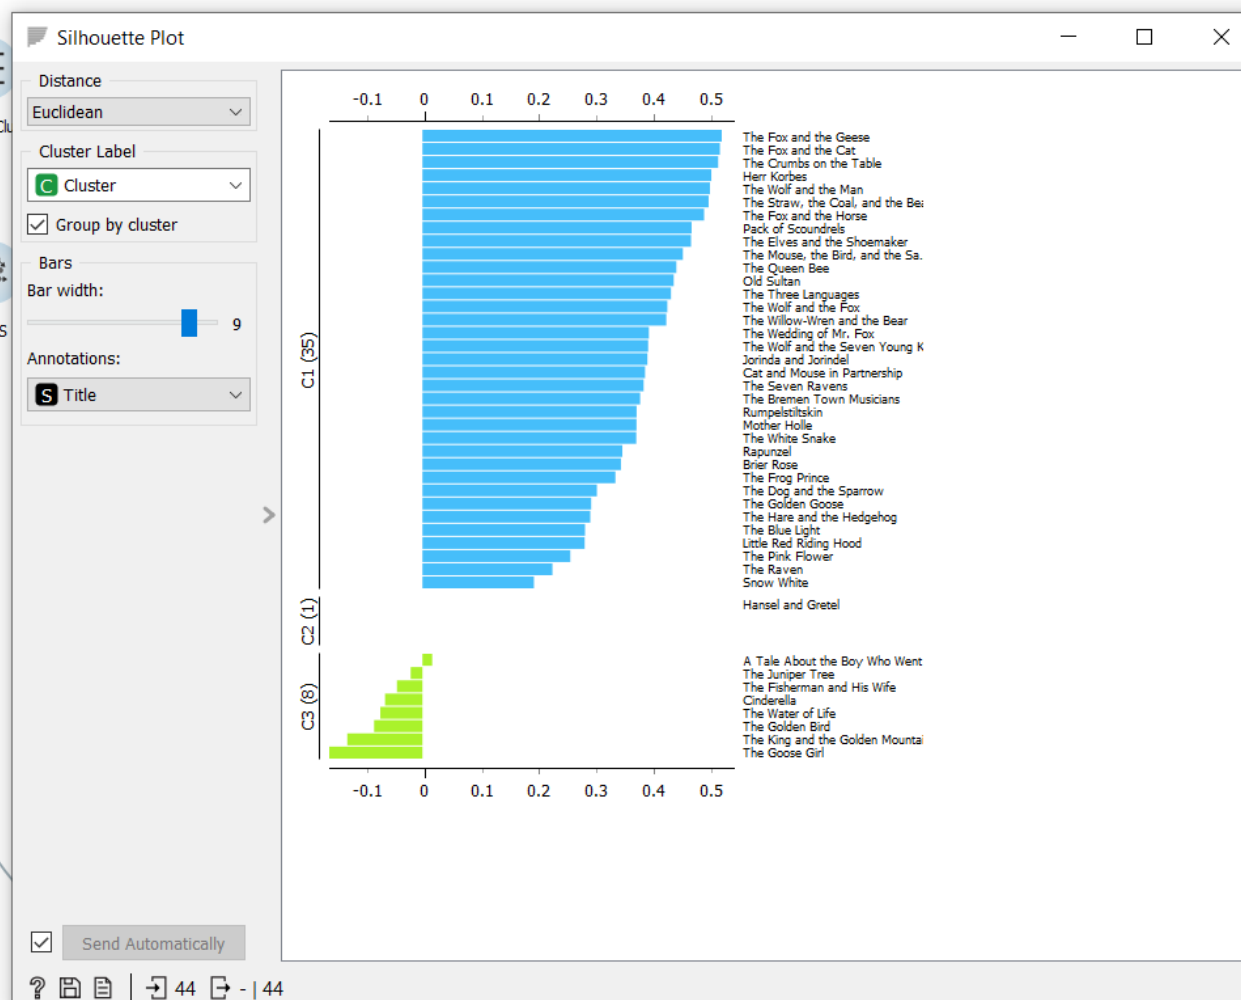 Silhouette Plot
Distance
Euclidean
Cluster Label
C Cluster
Group by cluster
Bars
Bar width:
9
Annotations:
S Title
Send Automatically
44 - | 44
-0.1 0 0.1 0.2 0.3 0.4 0.5
C1 (35)
The Fox and the Geese
The Fox and the Cat
The Crumbs on the Table
Herr Korbes
The Wolf and the Man
The Straw, the Coal, and the Bea
The Fox and the Horse
Pack of Scoundrels
The Elves and the Shoemaker
The Mouse, the Bird, and the Sa.
The Queen Bee
Old Sultan
The Three Languages
The Wolf and the Fox
The Willow-Wren and the Bear
The Wedding of Mr. Fox
The Wolf and the Seven Young K
Jorinda and Jorindel
Cat and Mouse in Partnership
The Seven Ravens
The Bremen Town Musicians
Rumpelstiltskin
Mother Holle
The White Snake
Rapunzel
Brier Rose
The Frog Prince
The Dog and the Sparrow
The Golden Goose
The Hare and the Hedgehog
The Blue Light
Little Red Riding Hood
The Pink Flower
The Raven
Snow White
C2 (1)
Hansel and Gretel
C3 (8)
A Tale About the Boy Who Went
The Juniper Tree
The Fisherman and His Wife
Cinderella
The Water of Life
The Golden Bird
The King and the Golden Mountai
The Goose Girl
-0.1 0 0.1 0.2 0.3 0.4 0.5